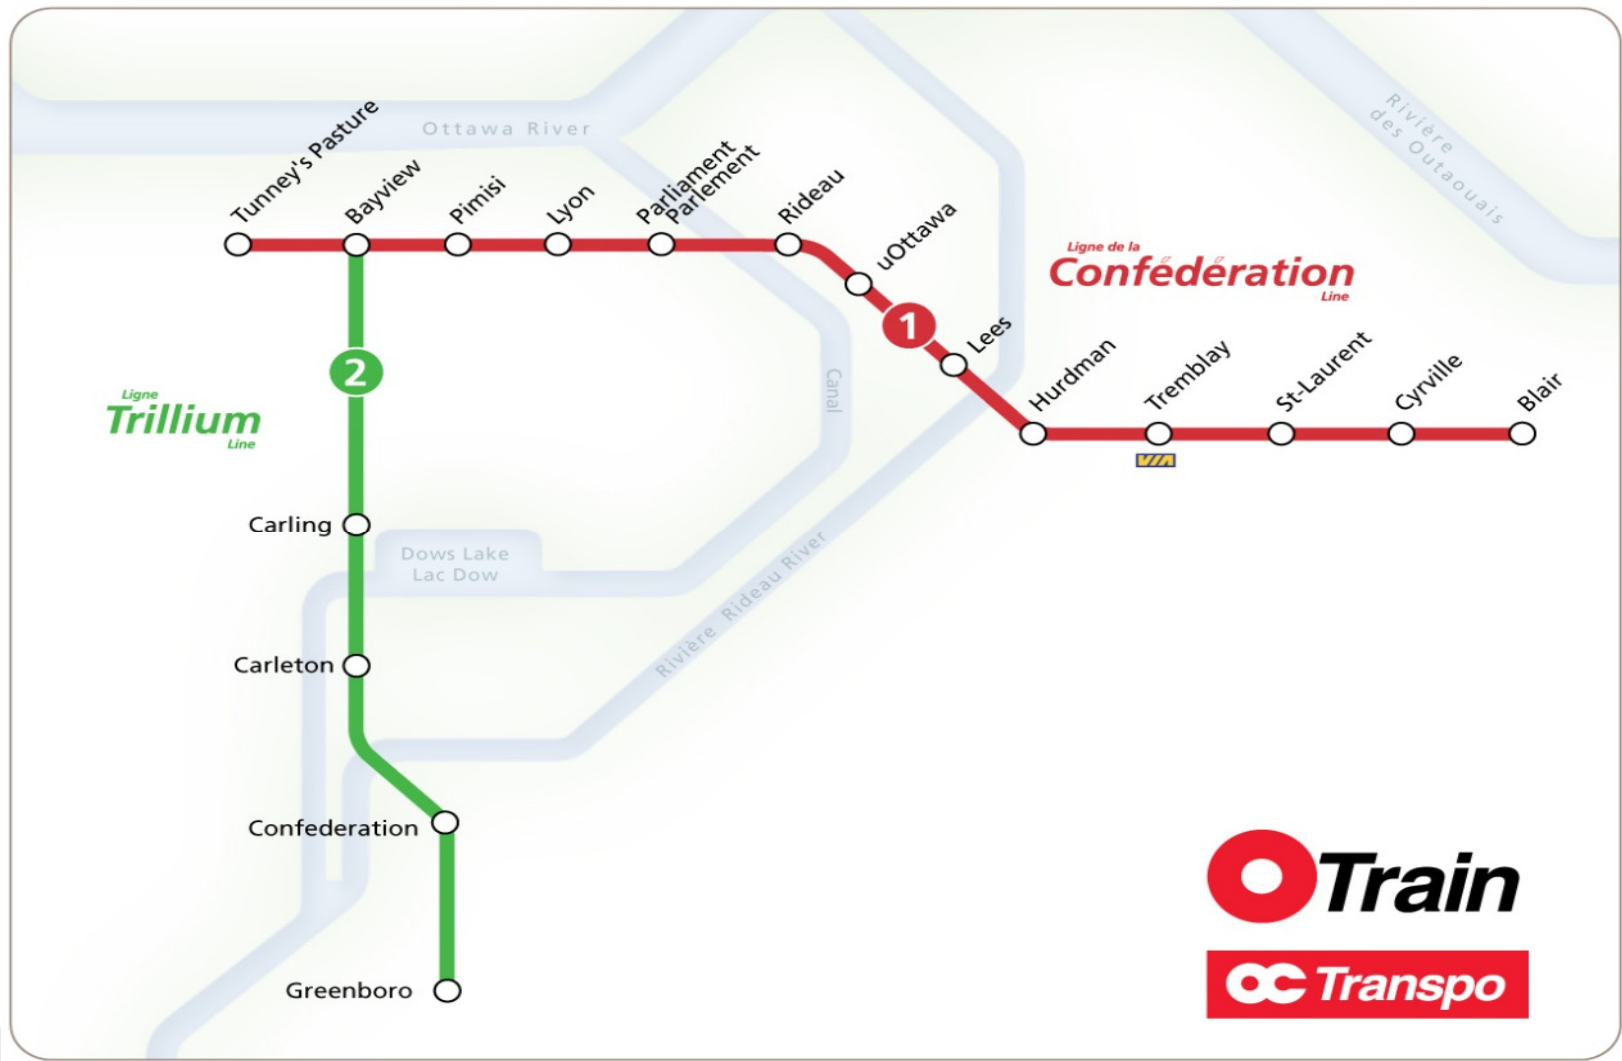 Ottawa River
Rivière
des Outaouais
Tunney's Pasture
Bayview
Pimisi
Lyon
Parliament
Parlement
Rideau
uOttawa
1
Lees
Hurdman
Tremblay
VIA
St-Laurent
Cyrville
Blair
Ligne de la
Confédération
Line
2
Ligne
Trillium
Line
Canal
Carling
Dows Lake
Lac Dow
Rivière Rideau River
Carleton
Confederation
Greenboro
O Train
OC Transpo